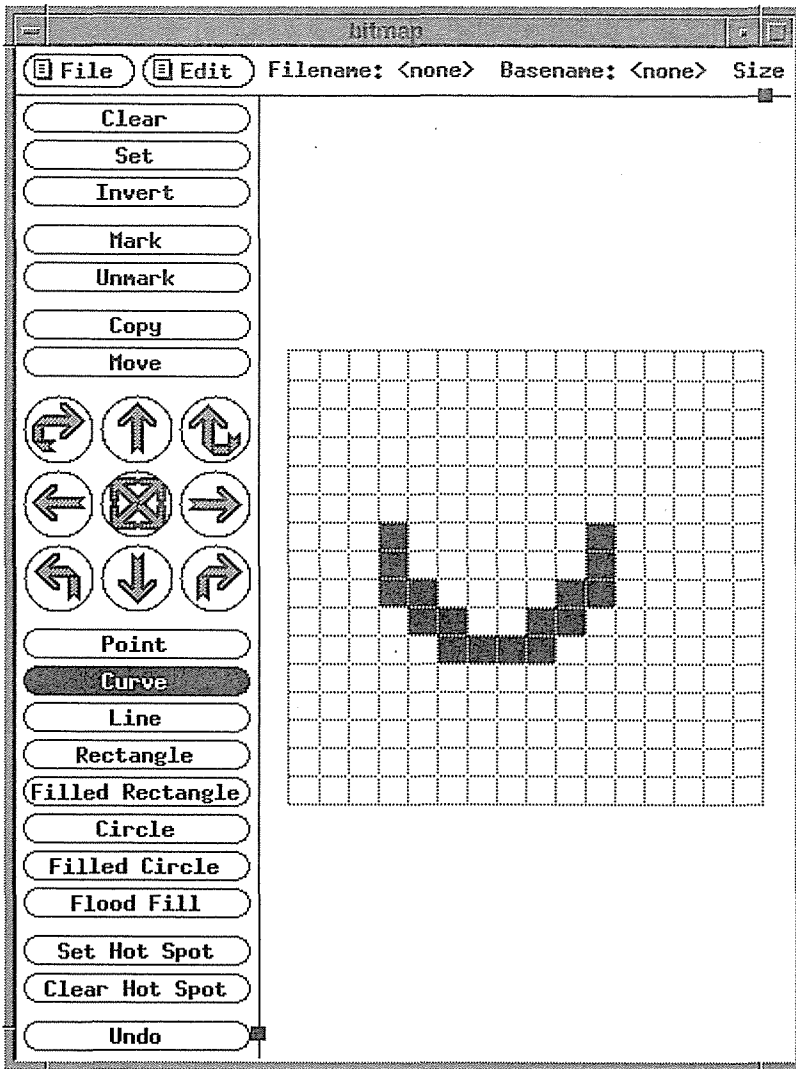 bitmap
File Edit Filename: <none> Basename: <none> Size
Clear
Set
Invert
Mark
Unmark
Copy
Move
Point
Curve
Line
Rectangle
Filled Rectangle
Circle
Filled Circle
Flood Fill
Set Hot Spot
Clear Hot Spot
Undo